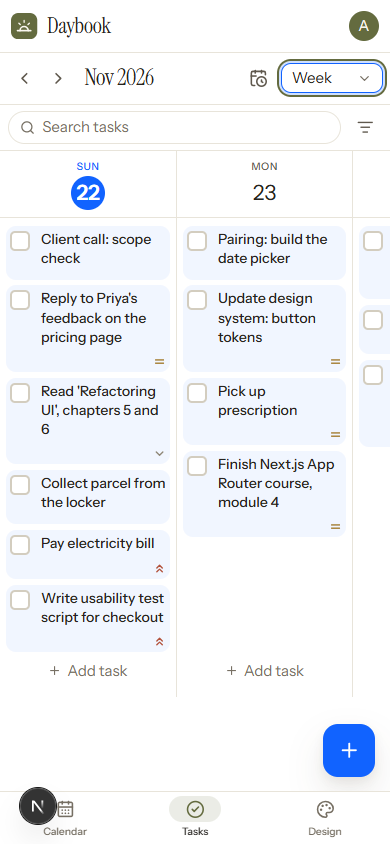 Daybook
A
Nov 2026
Week
Search tasks
SUN
22
MON
23
Client call: scope
check
Reply to Priya's
feedback on the
pricing page
Read 'Refactoring
UI', chapters 5 and
6
Collect parcel from
the locker
Pay electricity bill
Write usability test
script for checkout
Add task
Pairing: build the
date picker
Update design
system: button
tokens
Pick up
prescription
Finish Next.js App
Router course,
module 4
Add task
N
Calendar
Tasks
Design